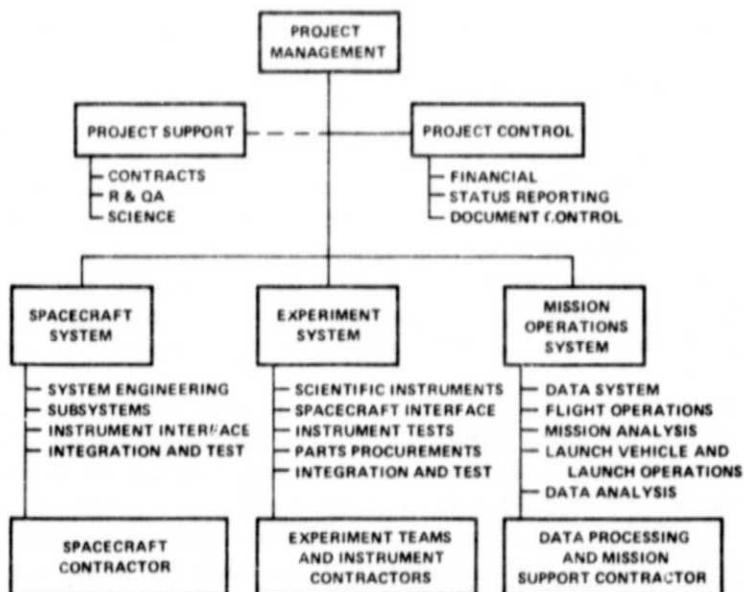 PROJECT
MANAGEMENT
PROJECT SUPPORT
CONTRACTS
R & QA
SCIENCE
PROJECT CONTROL
FINANCIAL
STATUS REPORTING
DOCUMENT CONTROL
SPACECRAFT
SYSTEM
SYSTEM ENGINEERING
SUBSYSTEMS
INSTRUMENT INTERFACE
INTEGRATION AND TEST
SPACECRAFT
CONTRACTOR
EXPERIMENT
SYSTEM
SCIENTIFIC INSTRUMENTS
SPACECRAFT INTERFACE
INSTRUMENT TESTS
PARTS PROCUREMENTS
INTEGRATION AND TEST
EXPERIMENT TEAMS
AND INSTRUMENT
CONTRACTORS
MISSION
OPERATIONS
SYSTEM
DATA SYSTEM
FLIGHT OPERATIONS
MISSION ANALYSIS
LAUNCH VEHICLE AND
LAUNCH OPERATIONS
DATA ANALYSIS
DATA PROCESSING
AND MISSION
SUPPORT CONTRACTOR